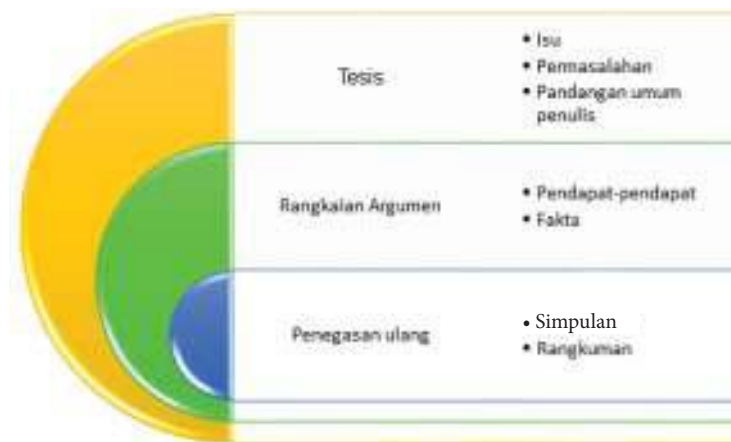 Tesis
• Isu
• Permasalahan
• Pandangan umum
penulis
Rangkaian Argumen
• Pendapat-pendapat
• Fakta
Penegasan ulang
• Simpulan
• Rangkuman